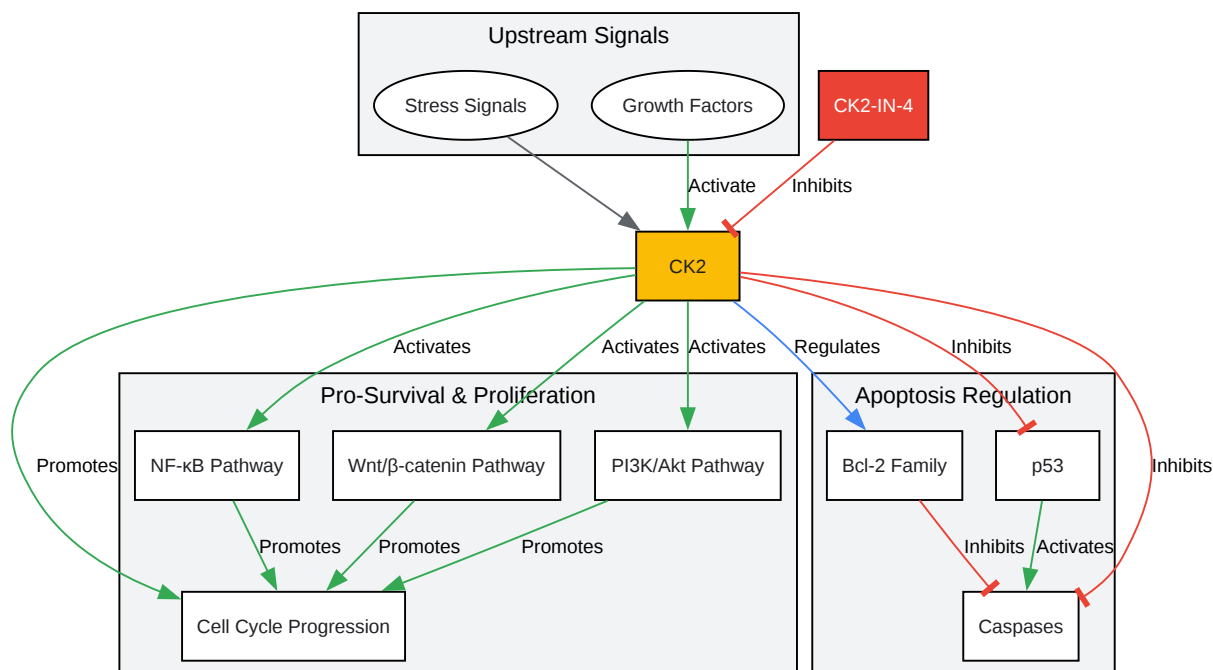 Upstream Signals
Stress Signals
Growth Factors
CK2-IN-4
Activate
Inhibits
CK2
Activates
Activates
Activates
Regulates
Inhibits
Pro-Survival & Proliferation
Apoptosis Regulation
Promotes
NF-κB Pathway
Wnt/β-catenin Pathway
PI3K/Akt Pathway
Bcl-2 Family
p53
Inhibits
Promotes
Promotes
Promotes
Inhibits
Activates
Cell Cycle Progression
Caspases